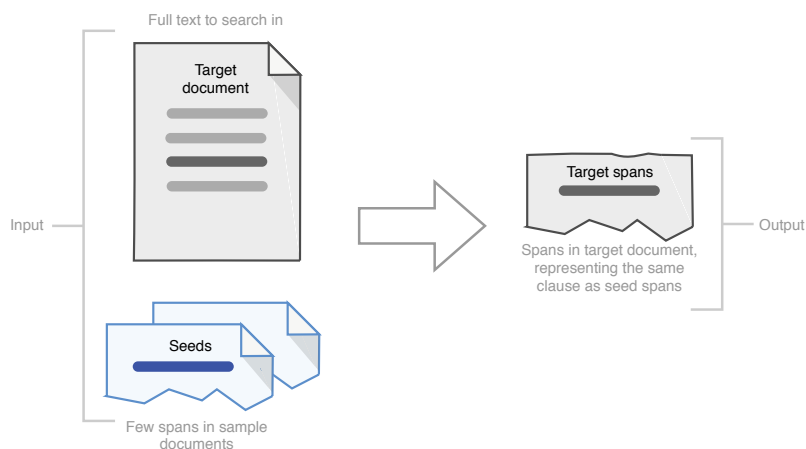 Full text to search in
Target
document
Input
Seeds
Few spans in sample
documents
Target spans
Spans in target document,
representing the same
clause as seed spans
Output